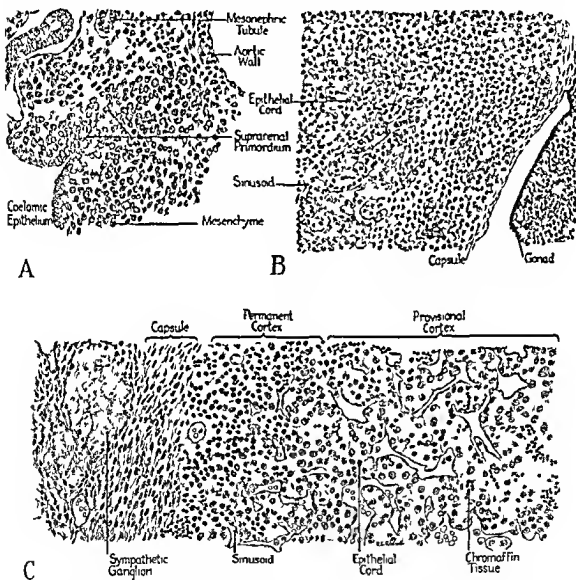 Mesonephric
Tubule
Aortic
Wall
Epithelial
Cord
Suprarenal
Primordium
Sinusoid
Coelomic
Epithelium
Mesenchyme
A
B
Capsule
Gonad
Capsule
Permanent
Cortex
Provisional
Cortex
C
Sympathetic
Ganglion
Sinusoid
Epithelial
Cord
Chromaffin
Tissue